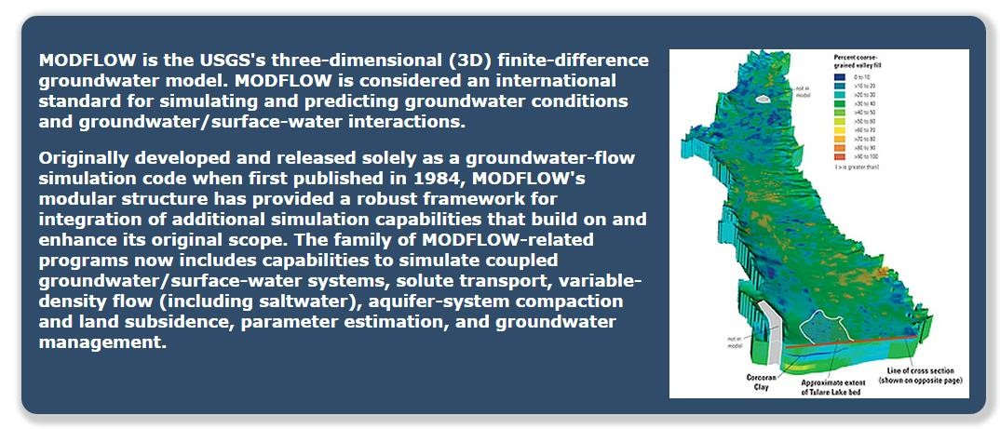 MODFLOW is the USGS's three-dimensional (3D) finite-difference
groundwater model. MODFLOW is considered an international
standard for simulating and predicting groundwater conditions
and groundwater/surface-water interactions.
Originally developed and released solely as a groundwater-flow
simulation code when first published in 1984, MODFLOW's
modular structure has provided a robust framework for
integration of additional simulation capabilities that build on and
enhance its original scope. The family of MODFLOW-related
programs now includes capabilities to simulate coupled
groundwater/surface-water systems, solute transport, variable-
density flow (including saltwater), aquifer-system compaction
and land subsidence, parameter estimation, and groundwater
management.
Percent coarse-
grained valley fill
0 to 10
>10 to 20
>20 to 30
>30 to 40
>40 to 50
>50 to 60
>60 to 70
>70 to 80
>80 to 90
>90 to 100
( > is greater than)
not in
model
not in
model
Corcoran
Clay
Approximate extent
of Tulare Lake bed
Line of cross section
(shown on opposite page)